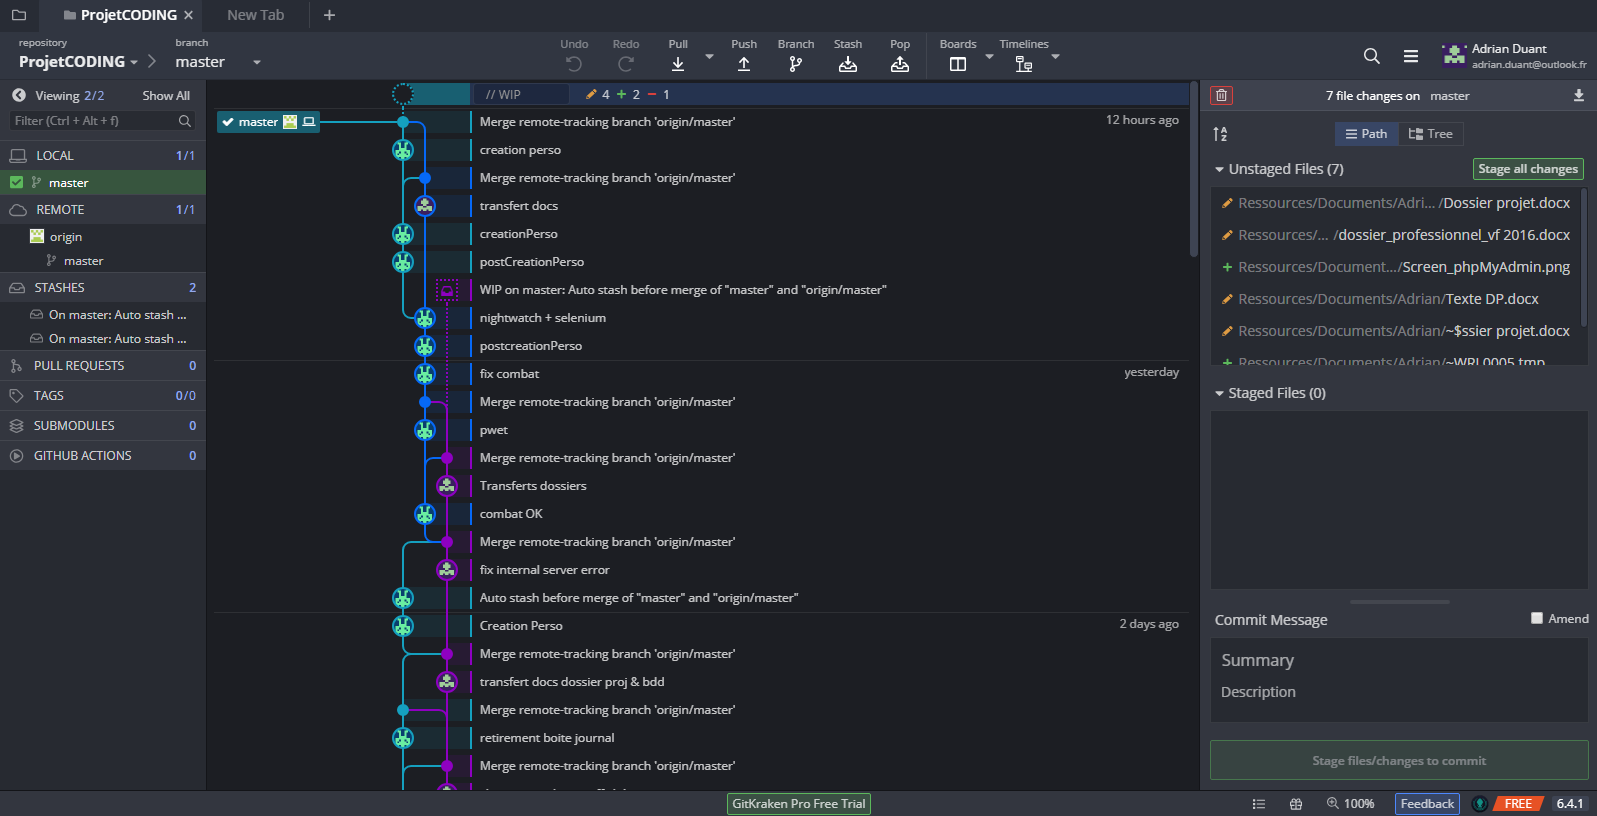 ProjetCODING
New Tab
repository
ProjetCODING
branch
master
Undo
Redo
Pull
Push
Branch
Stash
Pop
Boards
Timelines
Adrian Duant
adrian.duant@outlook.fr
Viewing 2/2
Show All
Filter (Ctrl + Alt + f)
LOCAL 1/1
master
REMOTE 1/1
origin
master
STASHES 2
On master: Auto stash ...
On master: Auto stash ...
PULL REQUESTS 0
TAGS 0/0
SUBMODULES 0
GITHUB ACTIONS 0
// WIP 4 + 2 − 1
master
Merge remote-tracking branch 'origin/master' 12 hours ago
creation perso
Merge remote-tracking branch 'origin/master'
transfert docs
creationPerso
postCreationPerso
WIP on master: Auto stash before merge of "master" and "origin/master"
nightwatch + selenium
postcreationPerso
fix combat yesterday
Merge remote-tracking branch 'origin/master'
pwet
Merge remote-tracking branch 'origin/master'
Transferts dossiers
combat OK
Merge remote-tracking branch 'origin/master'
fix internal server error
Auto stash before merge of "master" and "origin/master"
Creation Perso 2 days ago
Merge remote-tracking branch 'origin/master'
transfert docs dossier proj & bdd
Merge remote-tracking branch 'origin/master'
retirement boite journal
Merge remote-tracking branch 'origin/master'
7 file changes on master
Path
Tree
Unstaged Files (7)
Stage all changes
Ressources/Documents/Adri... /Dossier projet.docx
Ressources/... /dossier_professionnel_vf 2016.docx
+ Ressources/Document.../Screen_phpMyAdmin.png
Ressources/Documents/Adrian/Texte DP.docx
Ressources/Documents/Adrian/~$ssier projet.docx
+ Ressources/Documents/Adrian/~WRL0005.tmp
Staged Files (0)
Commit Message
Amend
Summary
Description
Stage files/changes to commit
GitKraken Pro Free Trial
100%
Feedback
FREE
6.4.1